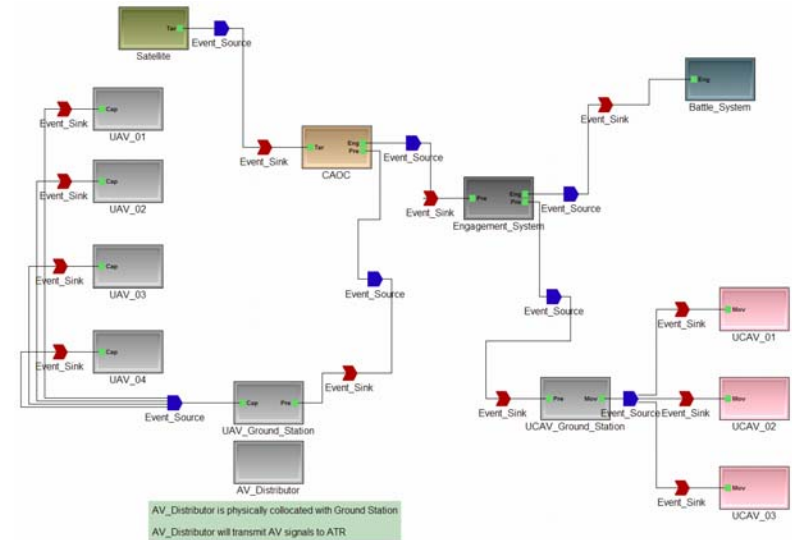 Tar
Event_Source
Satellite
Eng
Battle_System
Cap
Event_Sink
UAV_01
Event_Sink
Tar
Eng
Pre
Event_Source
Event_Sink
CAOC
Cap
Event_Sink
UAV_02
Pre
Eng
Pre
Event_Source
Event_Sink
Engagement_System
Cap
Event_Sink
UAV_03
Event_Source
Event_Source
Mov
Event_Sink
UCAV_01
Cap
Event_Sink
UAV_04
Event_Sink
Cap
Pre
Event_Source
UAV_Ground_Station
Pre
Mov
Event_Sink
UCAV_Ground_Station
Event_Source
Event_Sink
Mov
UCAV_02
AV_Distributor
Mov
Event_Sink
UCAV_03
AV_Distributor is physically collocated with Ground Station
AV_Distributor will transmit AV signals to ATR